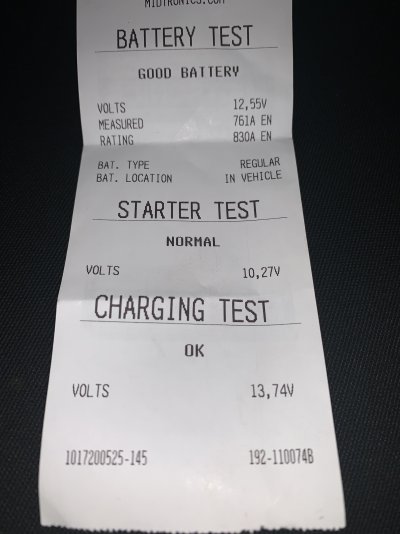 MIDTRONICS.COM
BATTERY TEST
GOOD BATTERY
VOLTS 12,55V
MEASURED 761A EN
RATING 830A EN
BAT. TYPE REGULAR
BAT. LOCATION IN VEHICLE
STARTER TEST
NORMAL
VOLTS 10,27V
CHARGING TEST
OK
VOLTS 13,74V
1017200525-145 192-110074B